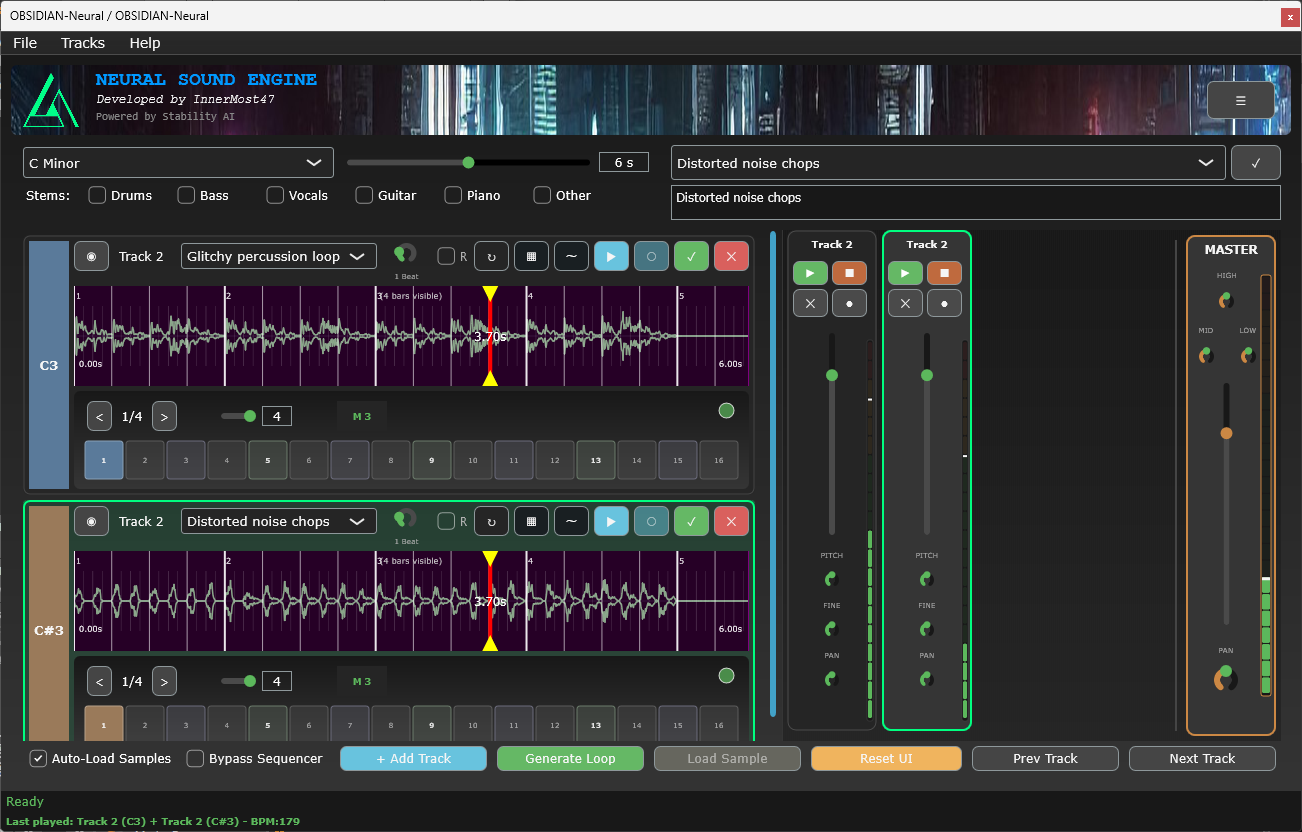 OBSIDIAN-Neural / OBSIDIAN-Neural
x
File Tracks Help
NEURAL SOUND ENGINE
Developed by InnerMost47
Powered by Stability AI
C Minor
6 s
Distorted noise chops
Stems:
Drums
Bass
Vocals
Guitar
Piano
Other
Distorted noise chops
C3
Track 2
Glitchy percussion loop
1 Beat
R
1
2
3 (4 bars visible)
4
5
0.00s
3.70s
6.00s
<
1/4
>
4
M 3
1 2 3 4 5 6 7 8 9 10 11 12 13 14 15 16
C#3
Track 2
Distorted noise chops
1 Beat
R
1
2
3 (4 bars visible)
4
5
0.00s
3.70s
6.00s
<
1/4
>
4
M 3
1 2 3 4 5 6 7 8 9 10 11 12 13 14 15 16
Track 2
PITCH
FINE
PAN
Track 2
PITCH
FINE
PAN
MASTER
HIGH
MID LOW
PAN
Auto-Load Samples
Bypass Sequencer
+ Add Track
Generate Loop
Load Sample
Reset UI
Prev Track
Next Track
Ready
Last played: Track 2 (C3) + Track 2 (C#3) - BPM:179